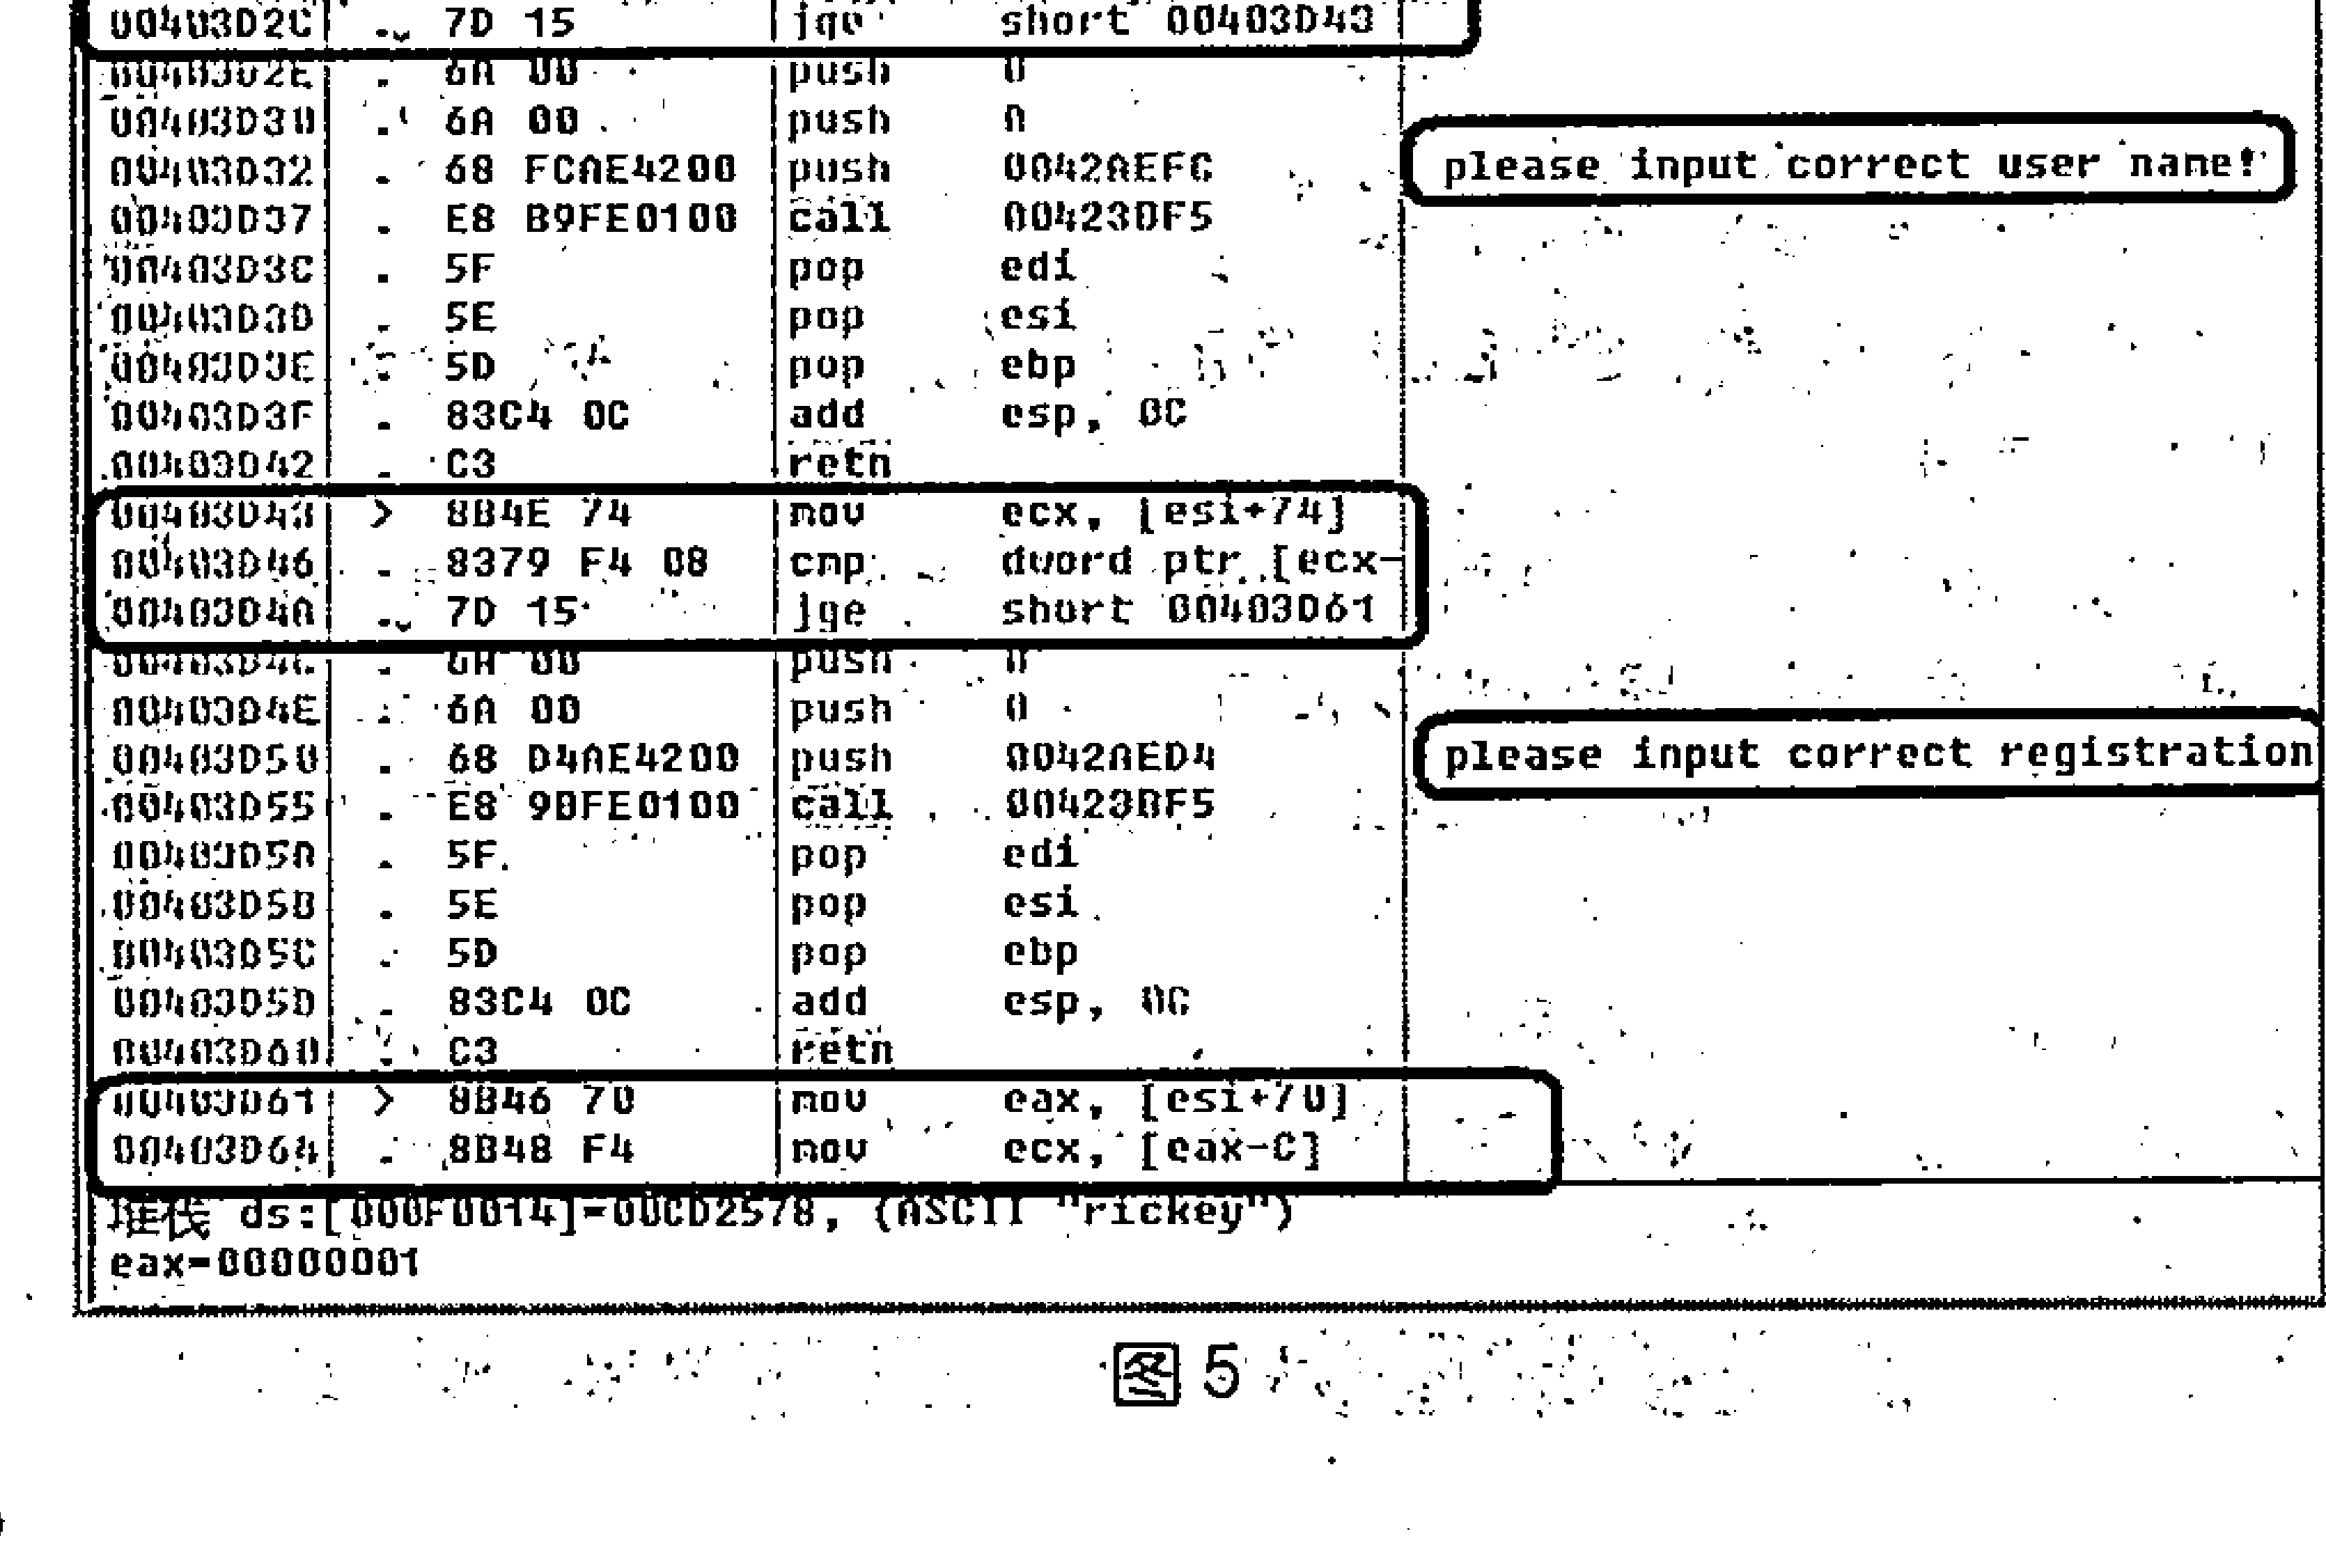 00403D2C . 7D 15 jge short 00403D43
00403D2E . 6A 00 push 0
00403D30 . 6A 00 push 0
00403D32 . 68 FCAE4200 push 0042AEFC please input correct user name!
00403D37 . E8 B9FE0100 call 00423BF5
00403D3C . 5F pop edi
00403D3D . 5E pop esi
00403D3E . 5D pop ebp
00403D3F . 83C4 0C add esp, 0C
00403D42 . C3 retn
00403D43 > 8B4E 74 mov ecx, [esi+74]
00403D46 . 8379 F4 08 cmp dword ptr [ecx-
00403D4A . 7D 15 jge short 00403D61
00403D4C . 6A 00 push 0
00403D4E . 6A 00 push 0
00403D50 . 68 D4AE4200 push 0042AED4 please input correct registration
00403D55 . E8 9BFE0100 call 00423BF5
00403D5A . 5F pop edi
00403D5B . 5E pop esi
00403D5C . 5D pop ebp
00403D5D . 83C4 0C add esp, 0C
00403D60 . C3 retn
00403D61 > 8B46 70 mov eax, [esi+70]
00403D64 . 8B48 F4 mov ecx, [eax-C]
堆栈 ds:[000F0014]=00CD2578, (ASCII "rickey")
eax=00000001
图 5